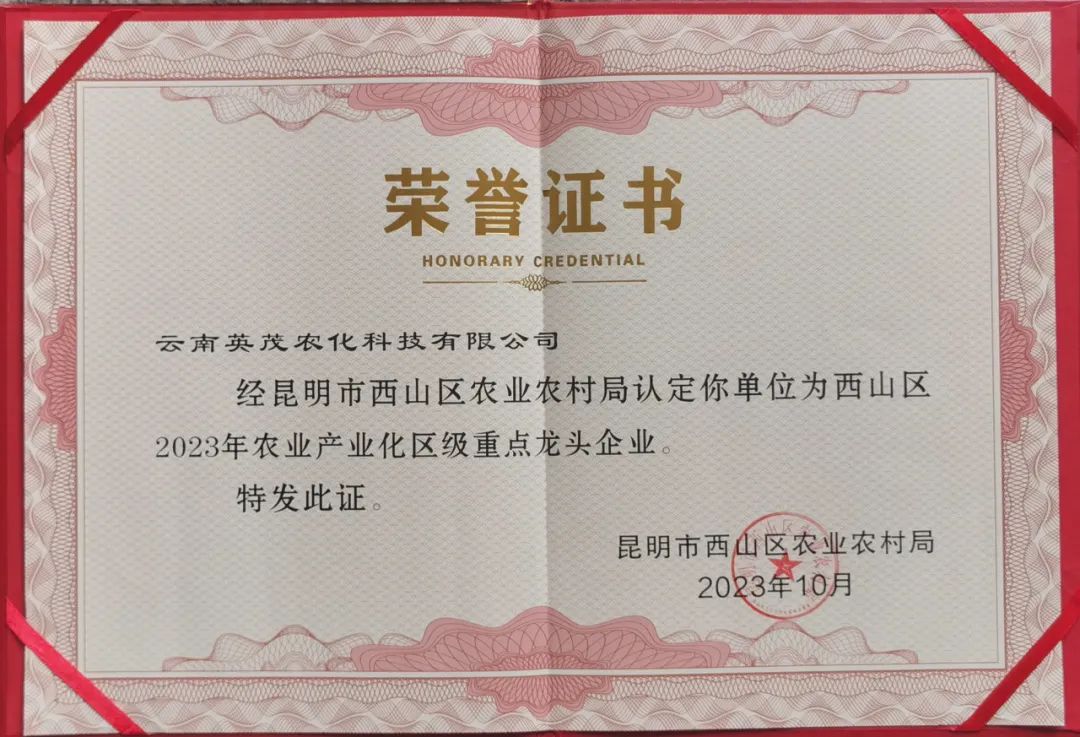 荣誉证书
HONORARY CREDENTIAL
云南英茂农化科技有限公司
经昆明市西山区农业农村局认定你单位为西山区
2023年农业产业化区级重点龙头企业。
特发此证。
昆明市西山区农业农村局
2023年10月